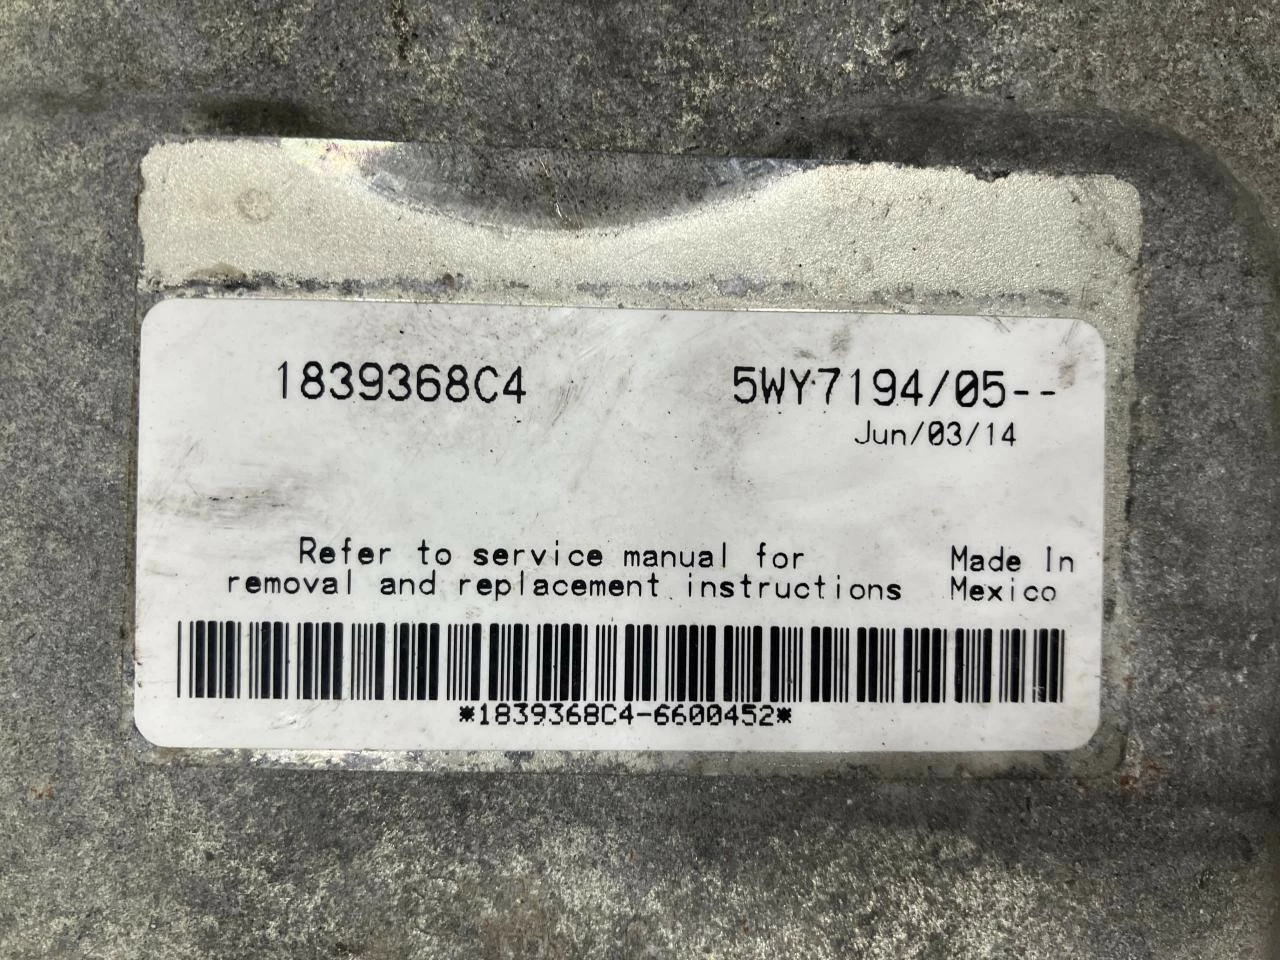 1839368C4 5WY7194/05--
Jun/03/14
Refer to service manual for
removal and replacement instructions
Made In
Mexico
*1839368C4-6600452*